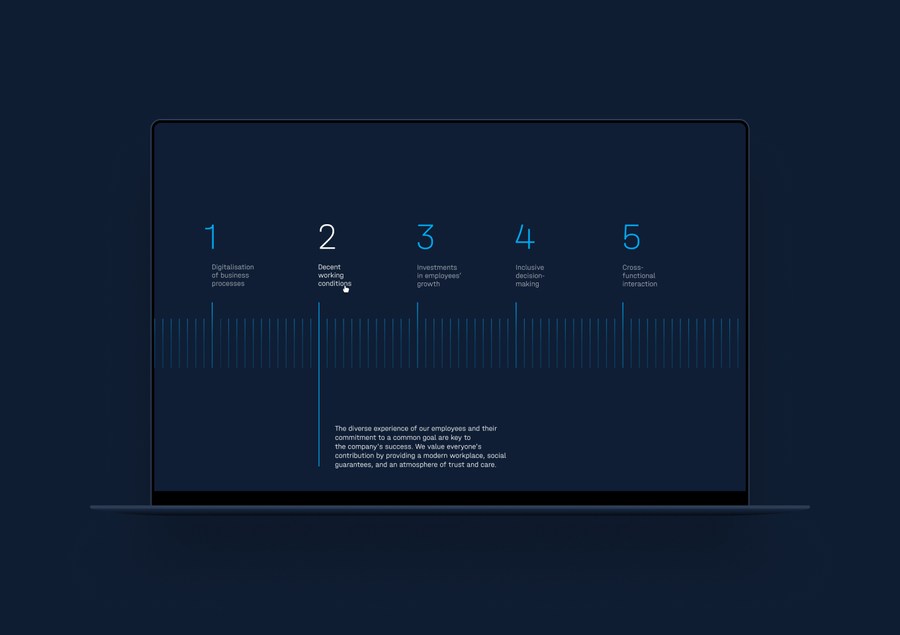 1
Digitalisation
of business
processes
2
Decent
working
conditions
3
Investments
in employees'
growth
4
Inclusive
decision-
making
5
Cross-
functional
interaction
The diverse experience of our employees and their
commitment to a common goal are key to
the company's success. We value everyone's
contribution by providing a modern workplace, social
guarantees, and an atmosphere of trust and care.